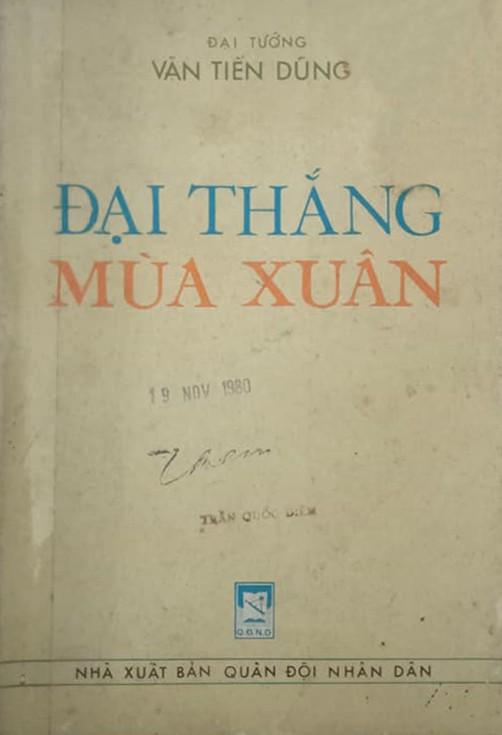 ĐẠI TƯỚNG
VĂN TIẾN DŨNG
ĐẠI THẮNG
MÙA XUÂN
19 NOV 1980
TRẦN QUỐC DIỆM
Q.Đ.N.D
NHÀ XUẤT BẢN QUÂN ĐỘI NHÂN DÂN